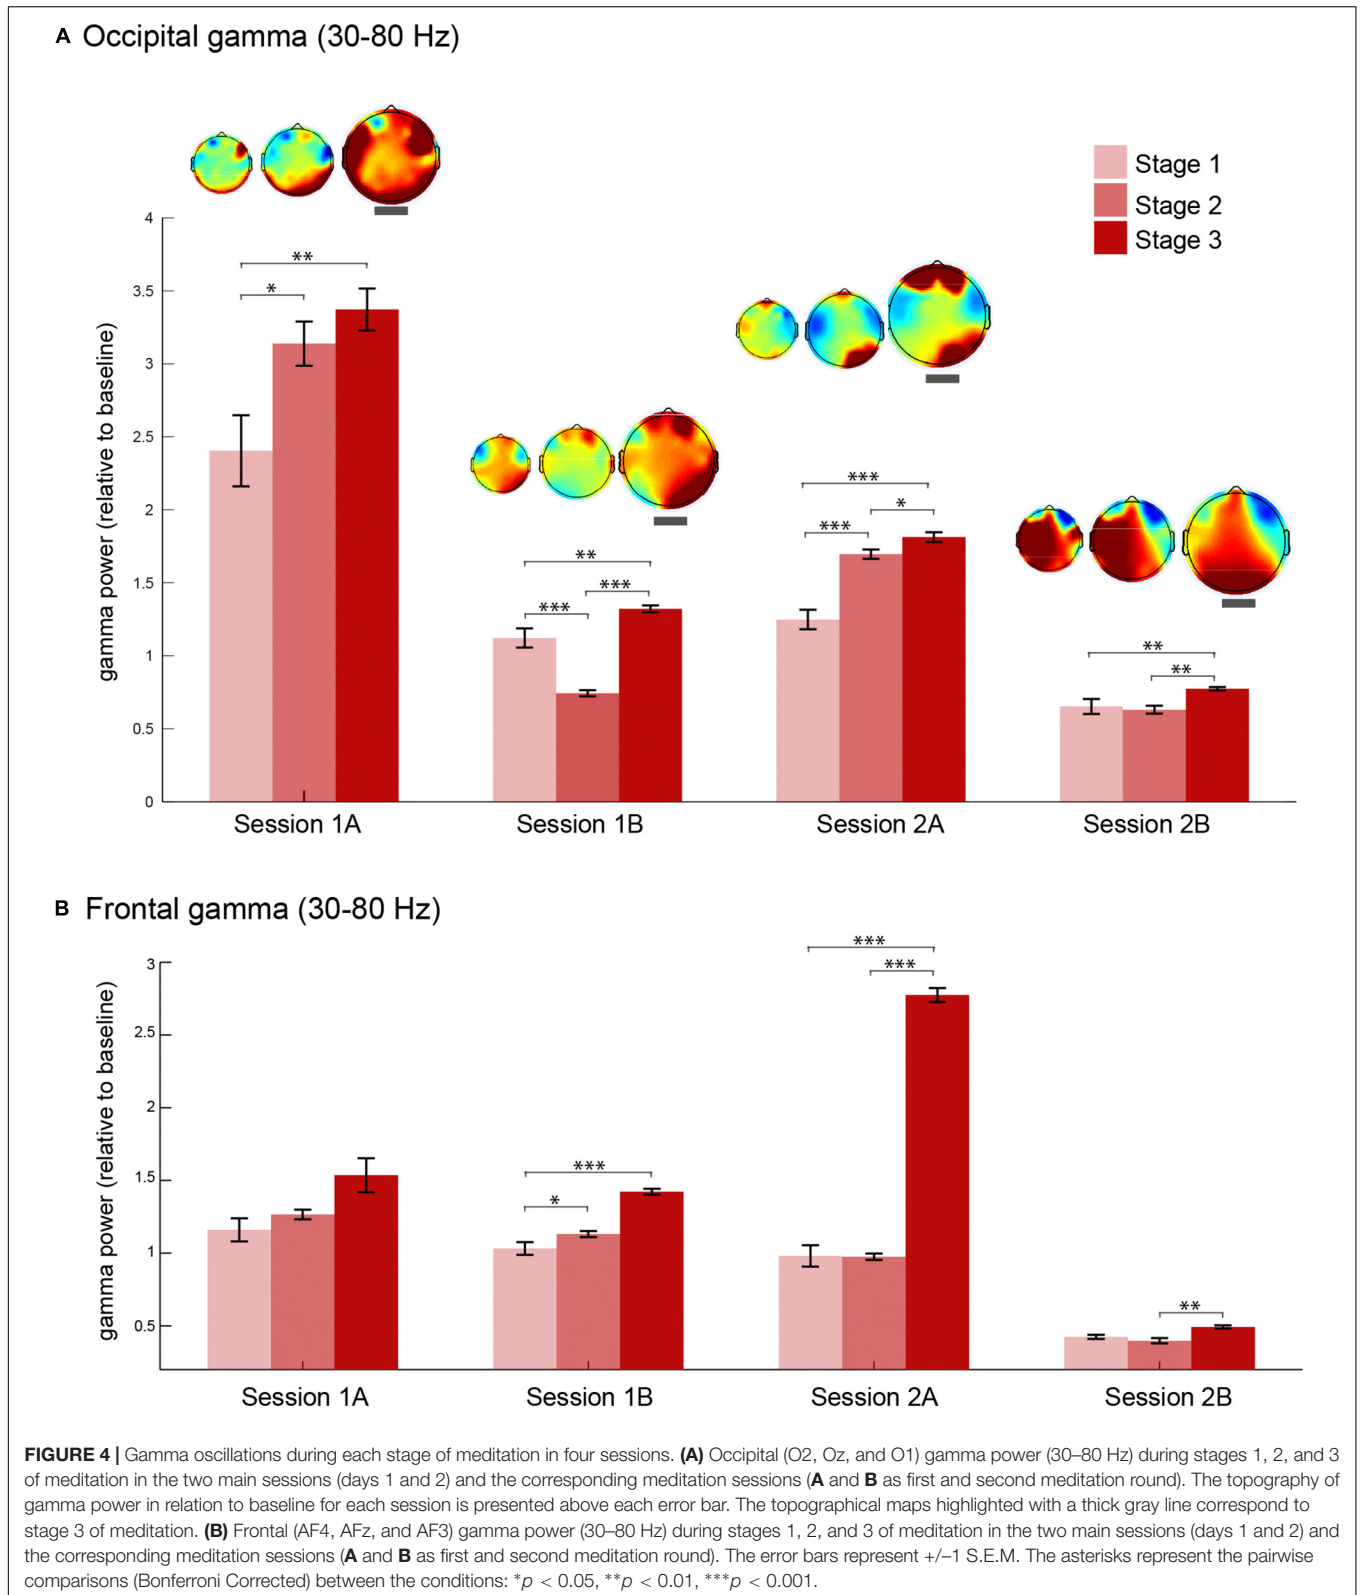 A Occipital gamma (30-80 Hz)
Stage 1
Stage 2
Stage 3
gamma power (relative to baseline)
4
3.5
3
2.5
2
1.5
1
0.5
0
**
*
**
***
***
***
*
***
**
**
Session 1A
Session 1B
Session 2A
Session 2B
B Frontal gamma (30-80 Hz)
gamma power (relative to baseline)
3
2.5
2
1.5
1
0.5
***
*
***
***
**
Session 1A
Session 1B
Session 2A
Session 2B
FIGURE 4 | Gamma oscillations during each stage of meditation in four sessions. (A) Occipital (O2, Oz, and O1) gamma power (30–80 Hz) during stages 1, 2, and 3
of meditation in the two main sessions (days 1 and 2) and the corresponding meditation sessions (A and B as first and second meditation round). The topography of
gamma power in relation to baseline for each session is presented above each error bar. The topographical maps highlighted with a thick gray line correspond to
stage 3 of meditation. (B) Frontal (AF4, AFz, and AF3) gamma power (30–80 Hz) during stages 1, 2, and 3 of meditation in the two main sessions (days 1 and 2) and
the corresponding meditation sessions (A and B as first and second meditation round). The error bars represent +/–1 S.E.M. The asterisks represent the pairwise
comparisons (Bonferroni Corrected) between the conditions: *p < 0.05, **p < 0.01, ***p < 0.001.